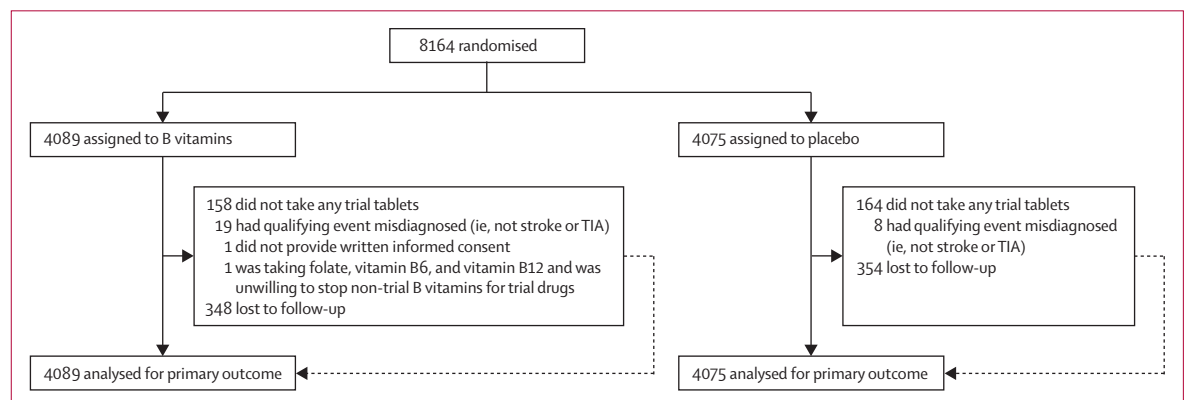 8164 randomised
4089 assigned to B vitamins
4075 assigned to placebo
158 did not take any trial tablets
19 had qualifying event misdiagnosed (ie, not stroke or TIA)
1 did not provide written informed consent
1 was taking folate, vitamin B6, and vitamin B12 and was
unwilling to stop non-trial B vitamins for trial drugs
348 lost to follow-up
164 did not take any trial tablets
8 had qualifying event misdiagnosed
(ie, not stroke or TIA)
354 lost to follow-up
4089 analysed for primary outcome
4075 analysed for primary outcome